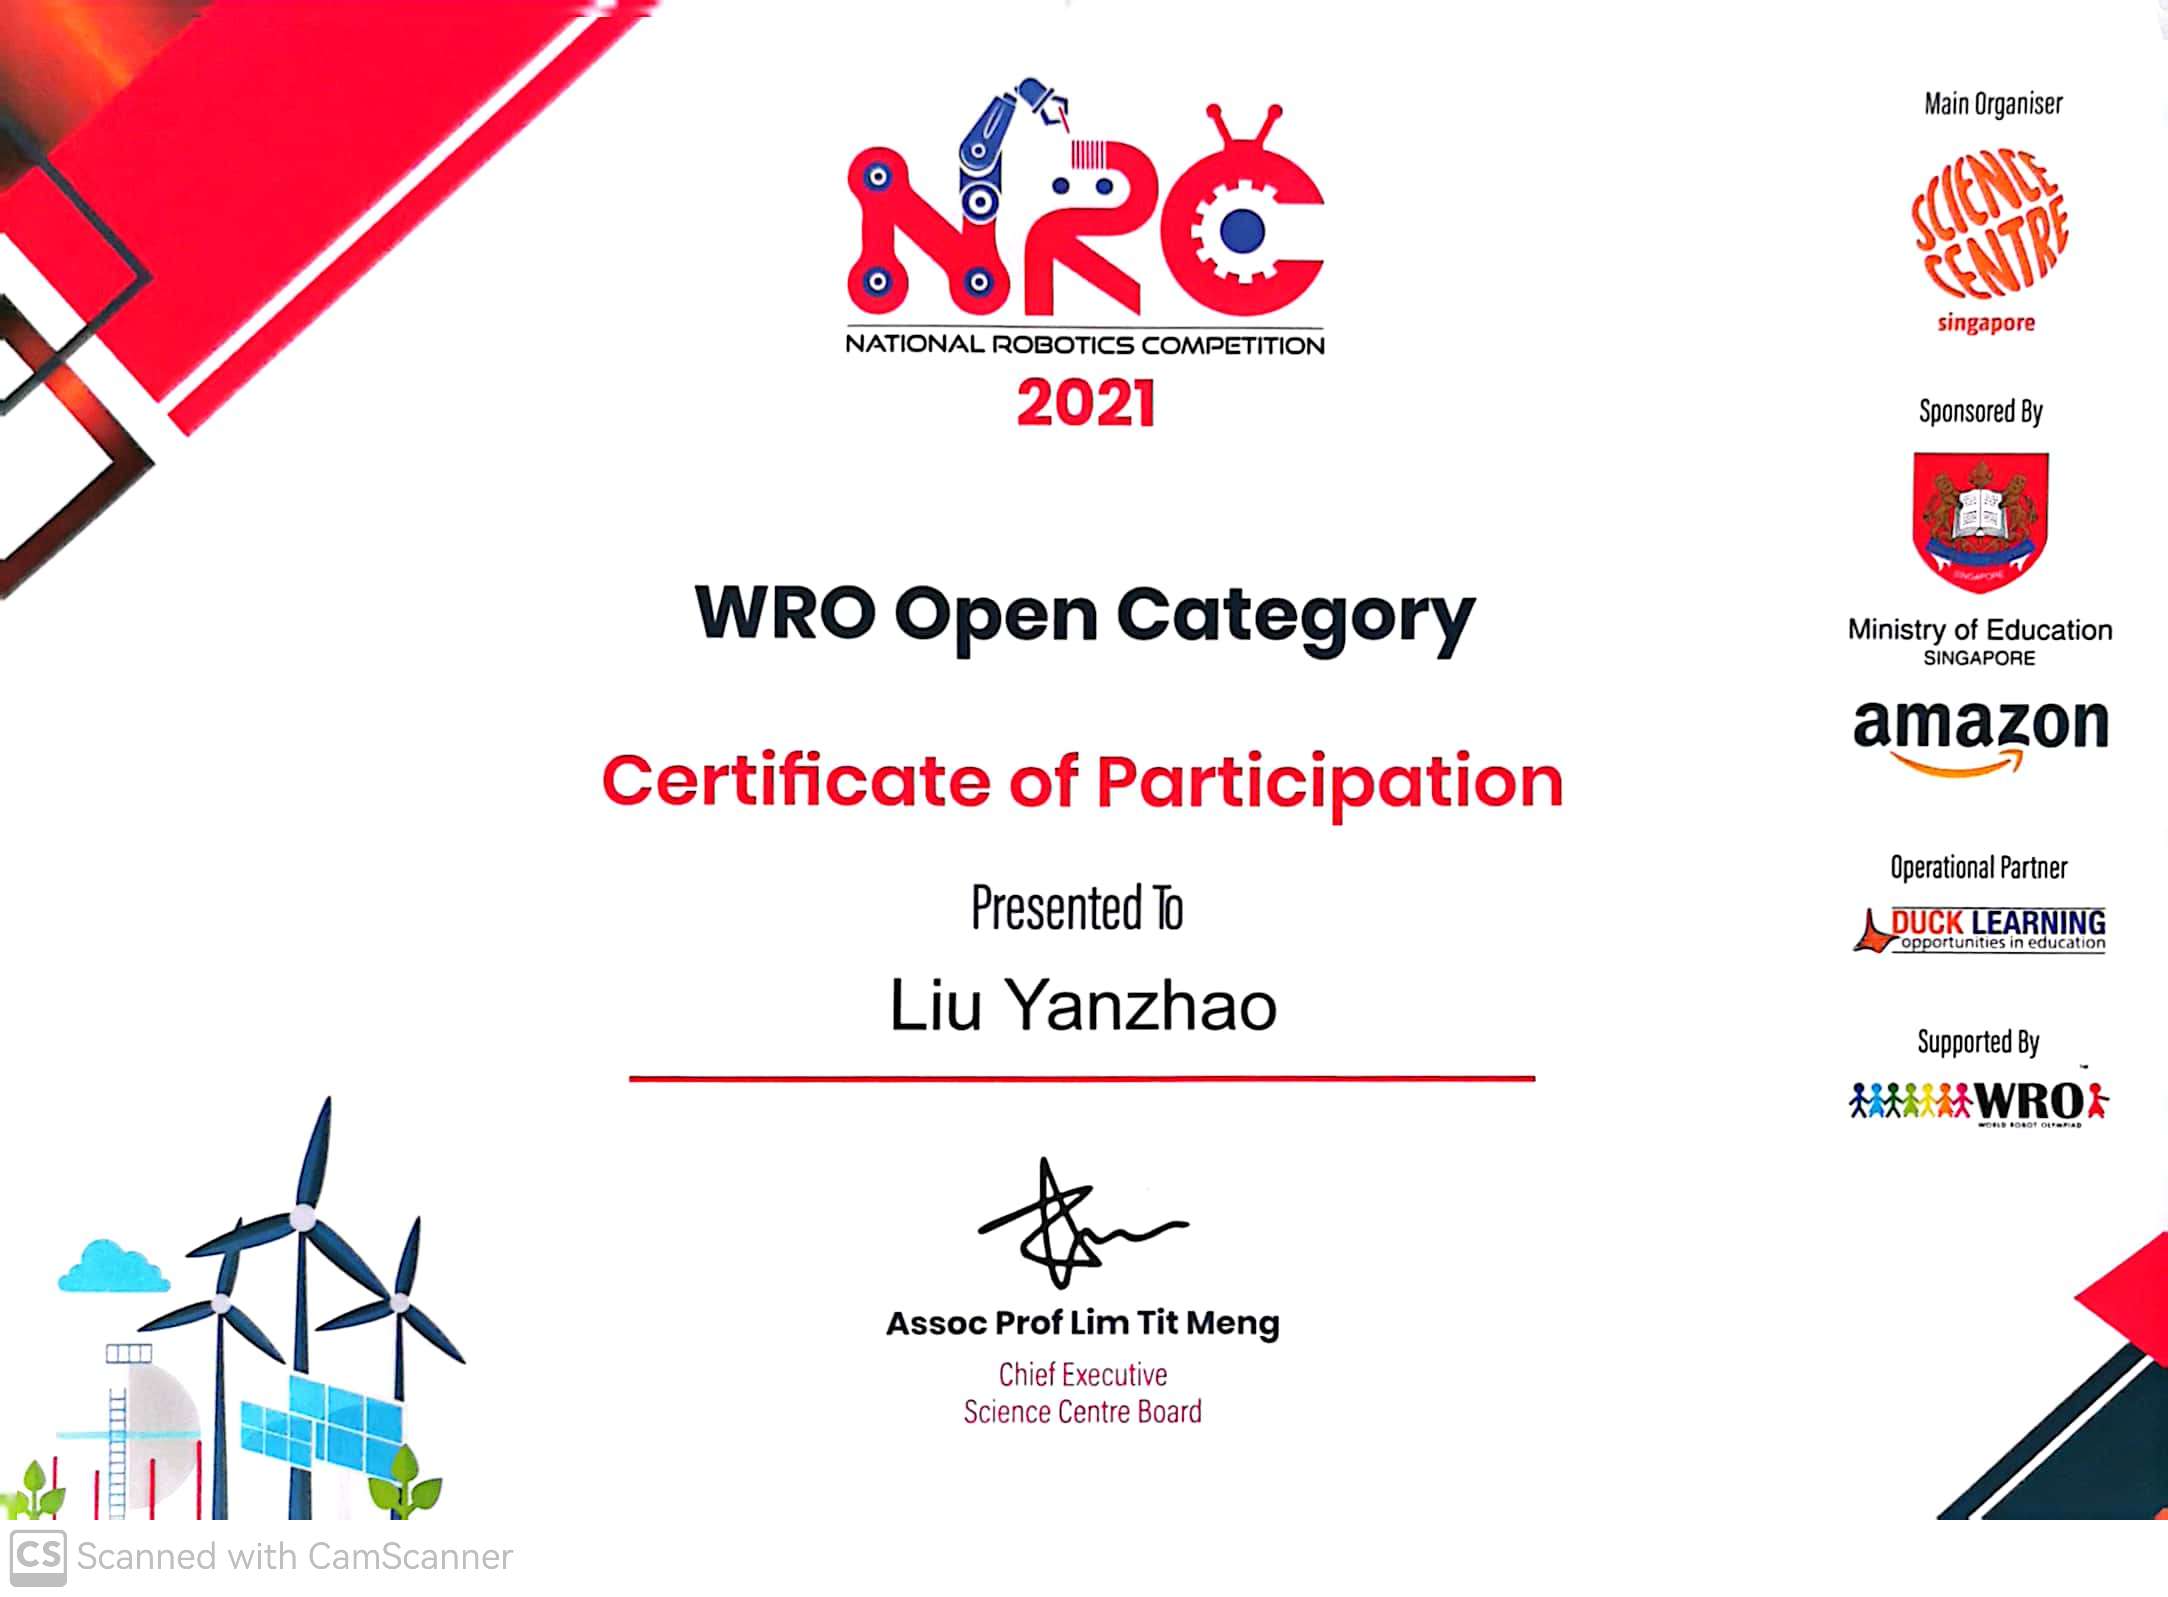 NRC
NATIONAL ROBOTICS COMPETITION
2021
WRO Open Category
Certificate of Participation
Presented To
Liu Yanzhao
Assoc Prof Lim Tit Meng
Chief Executive
Science Centre Board
Main Organiser
SCIENCE
CENTRE
singapore
Sponsored By
SINGAPORE
Ministry of Education
SINGAPORE
amazon
Operational Partner
DUCK LEARNING
opportunities in education
Supported By
WRO
WORLD ROBOT OLYMPIAD
CS Scanned with CamScanner